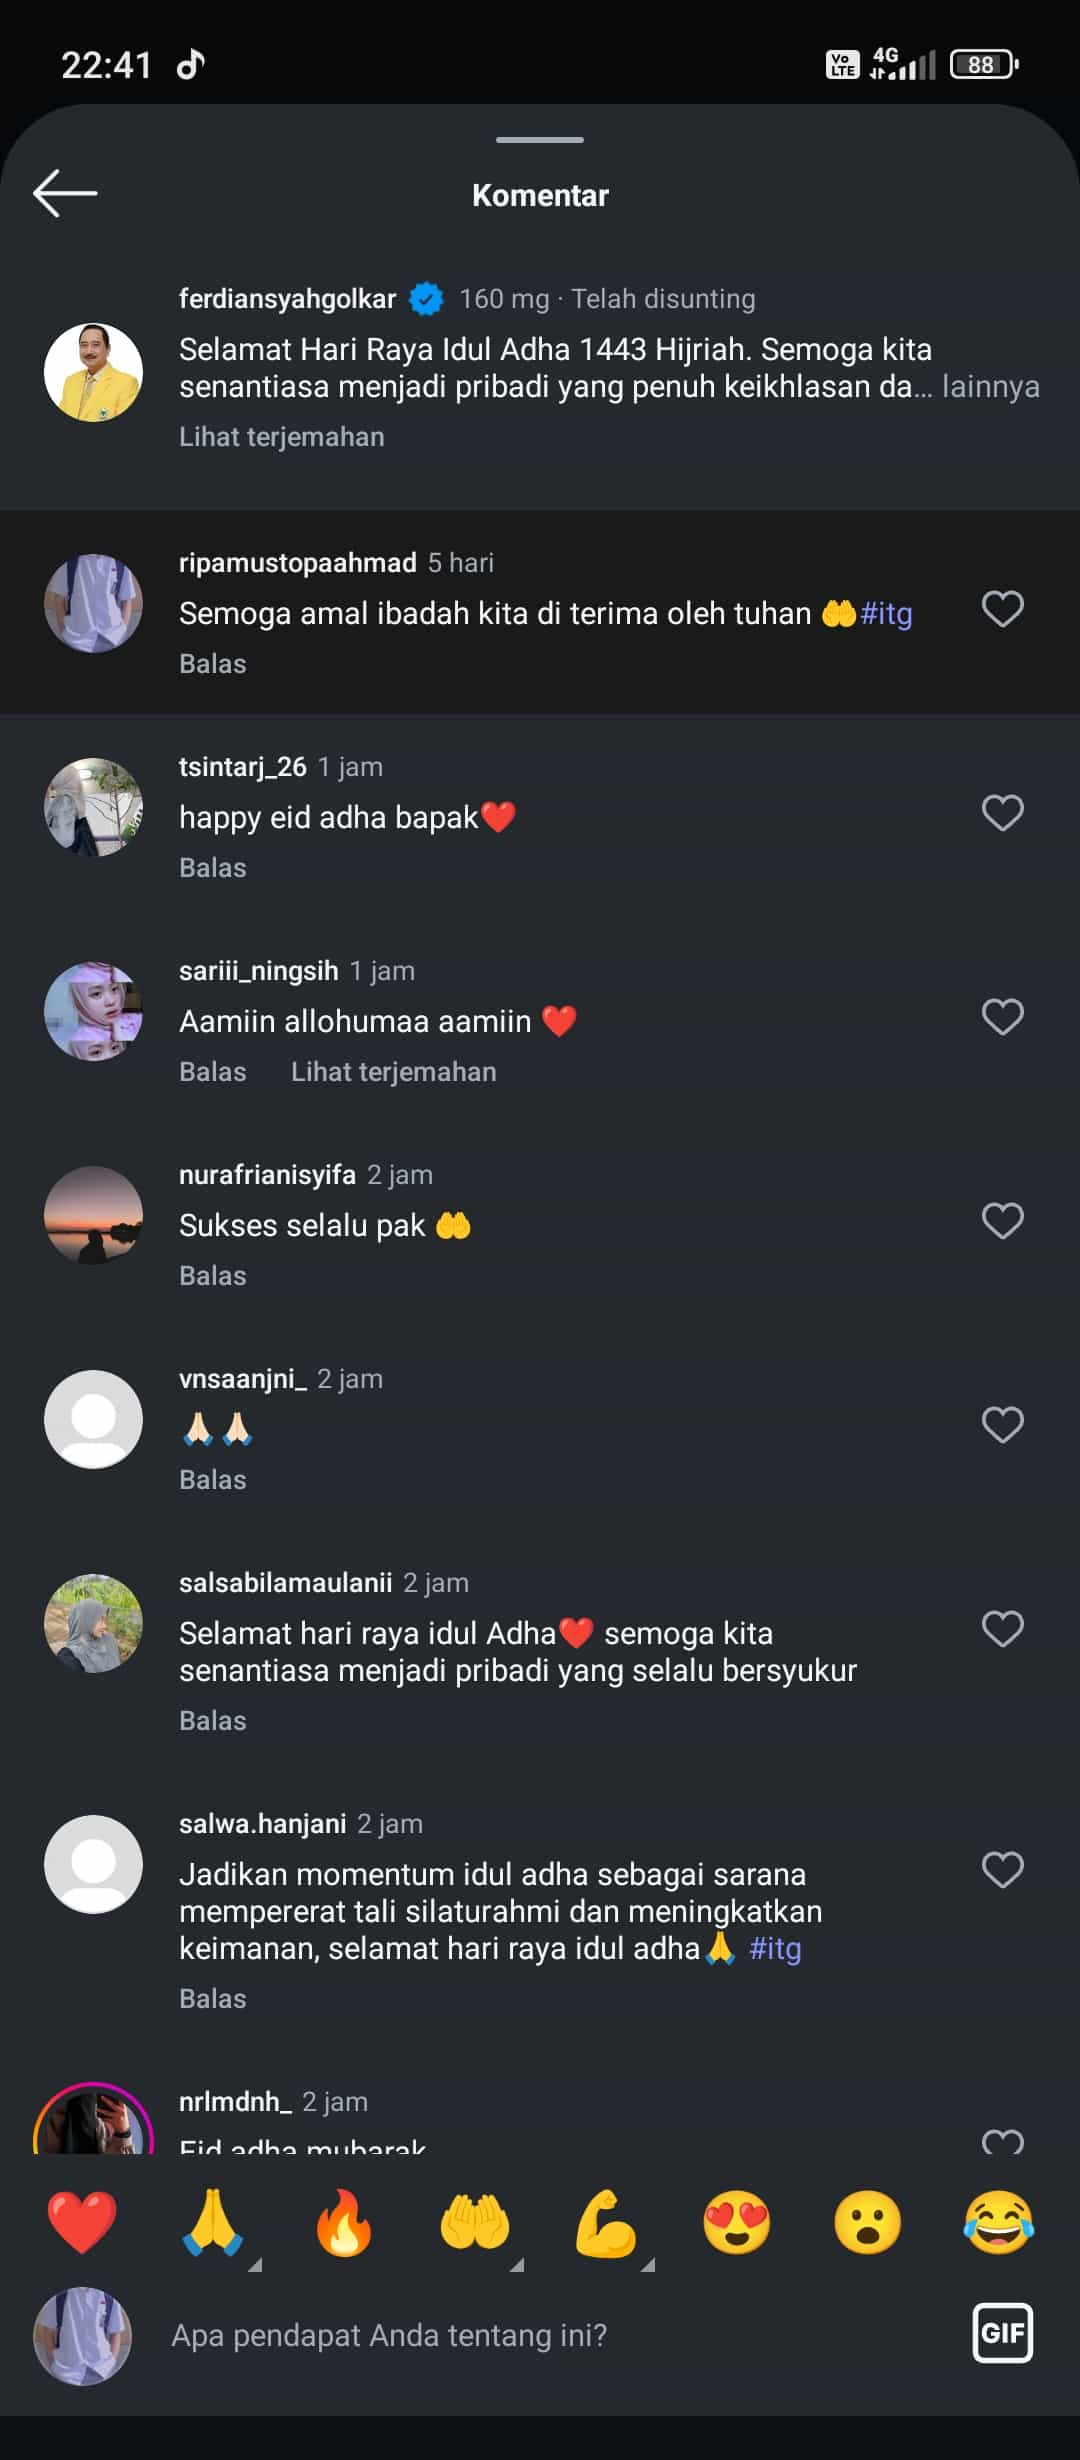 22:41
Vo LTE 4G 88
Komentar
ferdiansyahgolkar 160 mg · Telah disunting
Selamat Hari Raya Idul Adha 1443 Hijriah. Semoga kita
senantiasa menjadi pribadi yang penuh keikhlasan da… lainnya
Lihat terjemahan
ripamustopaahmad 5 hari
Semoga amal ibadah kita di terima oleh tuhan 🤲#itg
Balas
tsintarj_26 1 jam
happy eid adha bapak❤️
Balas
sariii_ningsih 1 jam
Aamiin allohumaa aamiin ❤️
Balas Lihat terjemahan
nurafrianisyifa 2 jam
Sukses selalu pak 🤲
Balas
vnsaanjni_ 2 jam
🙏🏻🙏🏻
Balas
salsabilamaulanii 2 jam
Selamat hari raya idul Adha❤️ semoga kita
senantiasa menjadi pribadi yang selalu bersyukur
Balas
salwa.hanjani 2 jam
Jadikan momentum idul adha sebagai sarana
mempererat tali silaturahmi dan meningkatkan
keimanan, selamat hari raya idul adha🙏 #itg
Balas
nrlmdnh_ 2 jam
Eid adha mubarak
❤️ 🙏 🔥 🤲 💪 😍 😮 😂
Apa pendapat Anda tentang ini?
GIF